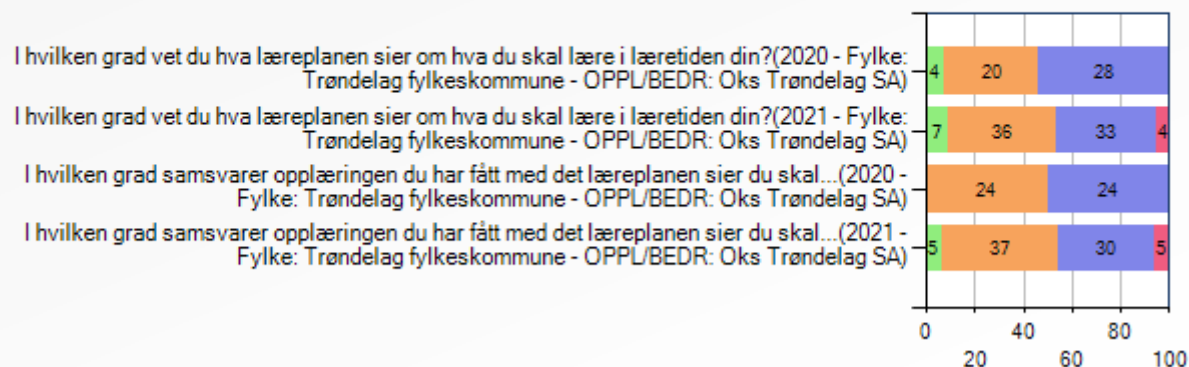 I hvilken grad vet du hva læreplanen sier om hva du skal lære i læretiden din?(2020 - Fylke:
Trøndelag fylkeskommune - OPPL/BEDR: Oks Trøndelag SA)
4 20 28
I hvilken grad vet du hva læreplanen sier om hva du skal lære i læretiden din?(2021 - Fylke:
Trøndelag fylkeskommune - OPPL/BEDR: Oks Trøndelag SA)
7 36 33 4
I hvilken grad samsvarer opplæringen du har fått med det læreplanen sier du skal...(2020 -
Fylke: Trøndelag fylkeskommune - OPPL/BEDR: Oks Trøndelag SA)
24 24
I hvilken grad samsvarer opplæringen du har fått med det læreplanen sier du skal...(2021 -
Fylke: Trøndelag fylkeskommune - OPPL/BEDR: Oks Trøndelag SA)
5 37 30 5
0 40 80
20 60 100